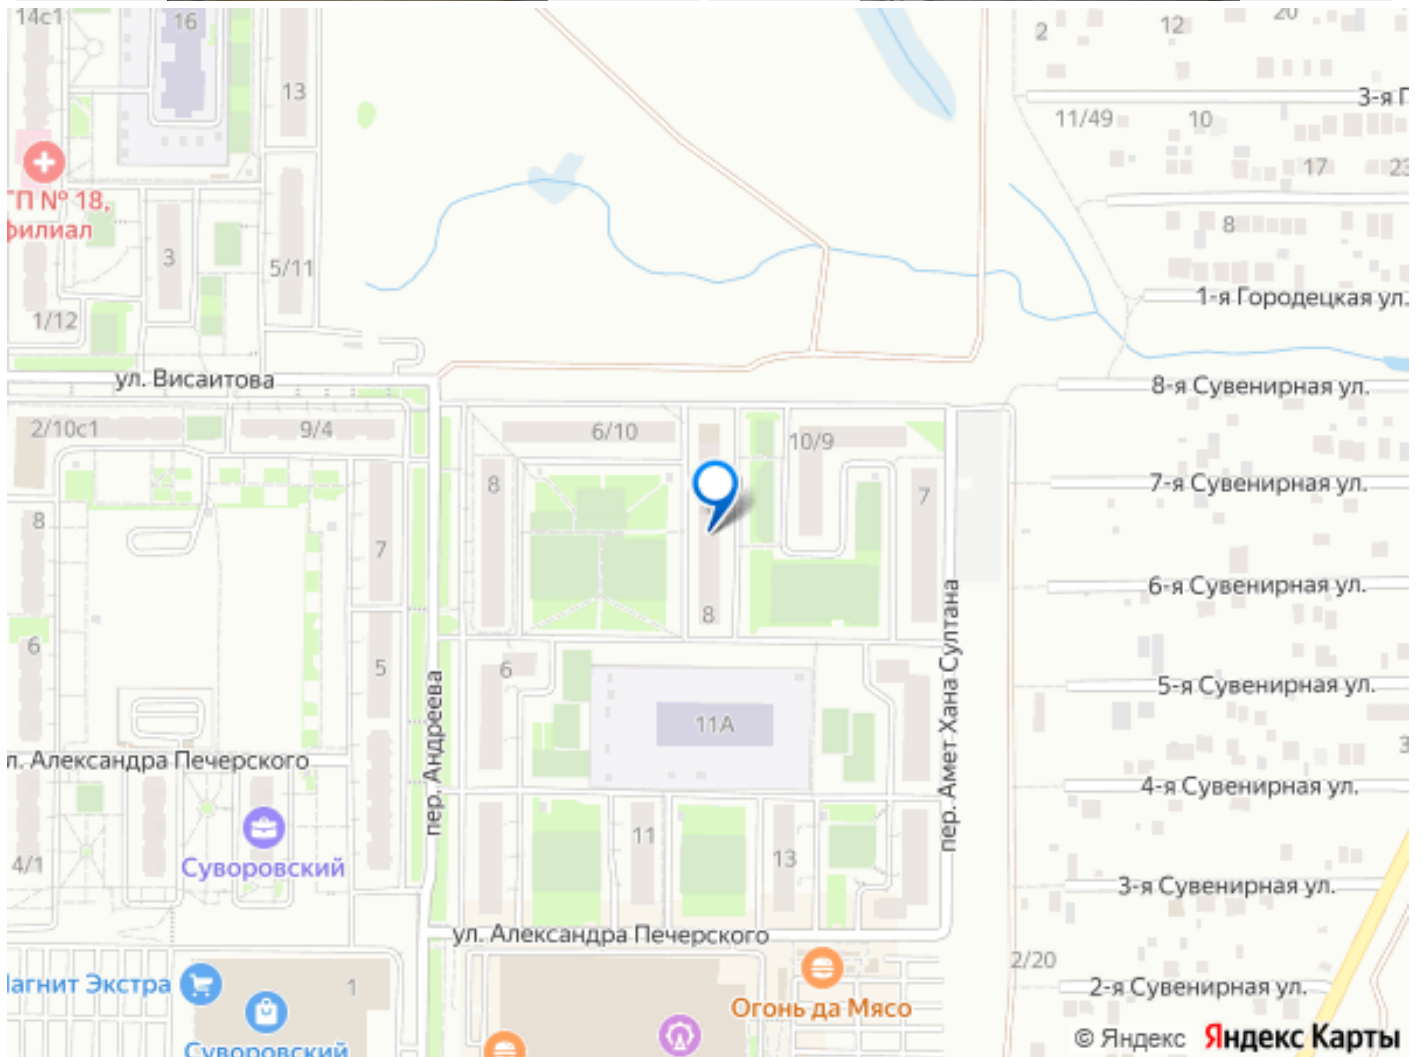 14с1
16
13
2
12
20
3-я Г
11/49
10
17
23
ГП № 18,
филиал
3
5/11
8
1-я Городецкая ул.
1/12
ул. Висаитова
8-я Сувенирная ул.
2/10с1
9/4
6/10
10/9
8
7
7-я Сувенирная ул.
8
7
6-я Сувенирная ул.
8
6
5
6
пер. Андреева
пер. Амет Хана Султана
5-я Сувенирная ул.
11А
л. Александра Печерского
3
4-я Сувенирная ул.
4/1
Суворовский
11
13
3-я Сувенирная ул.
ул. Александра Печерского
2/20
Магнит Экстра
1
Огонь да Мясо
2-я Сувенирная ул.
Суворовский
© Яндекс Яндекс Карты